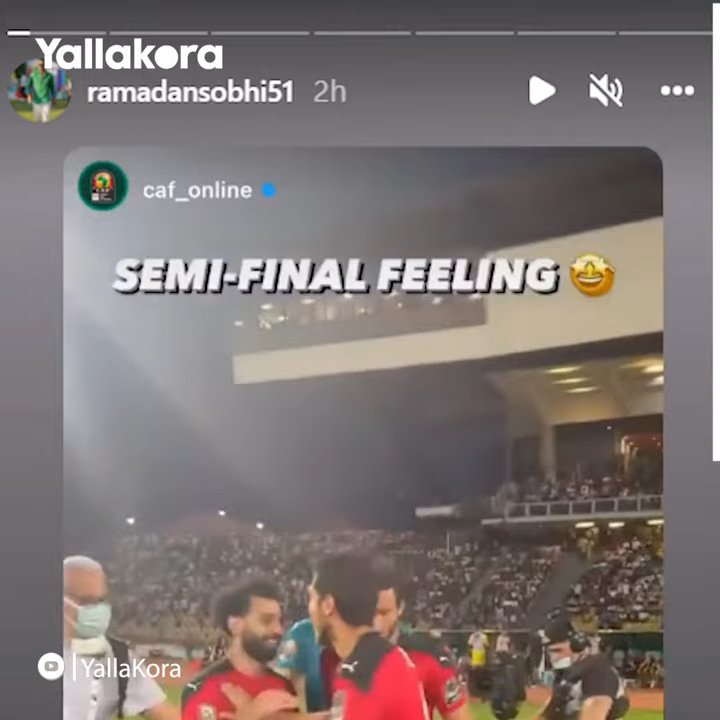 Yallakora
ramadansobhi51 2h
caf_online
SEMI-FINAL FEELING 🤩
YallaKora